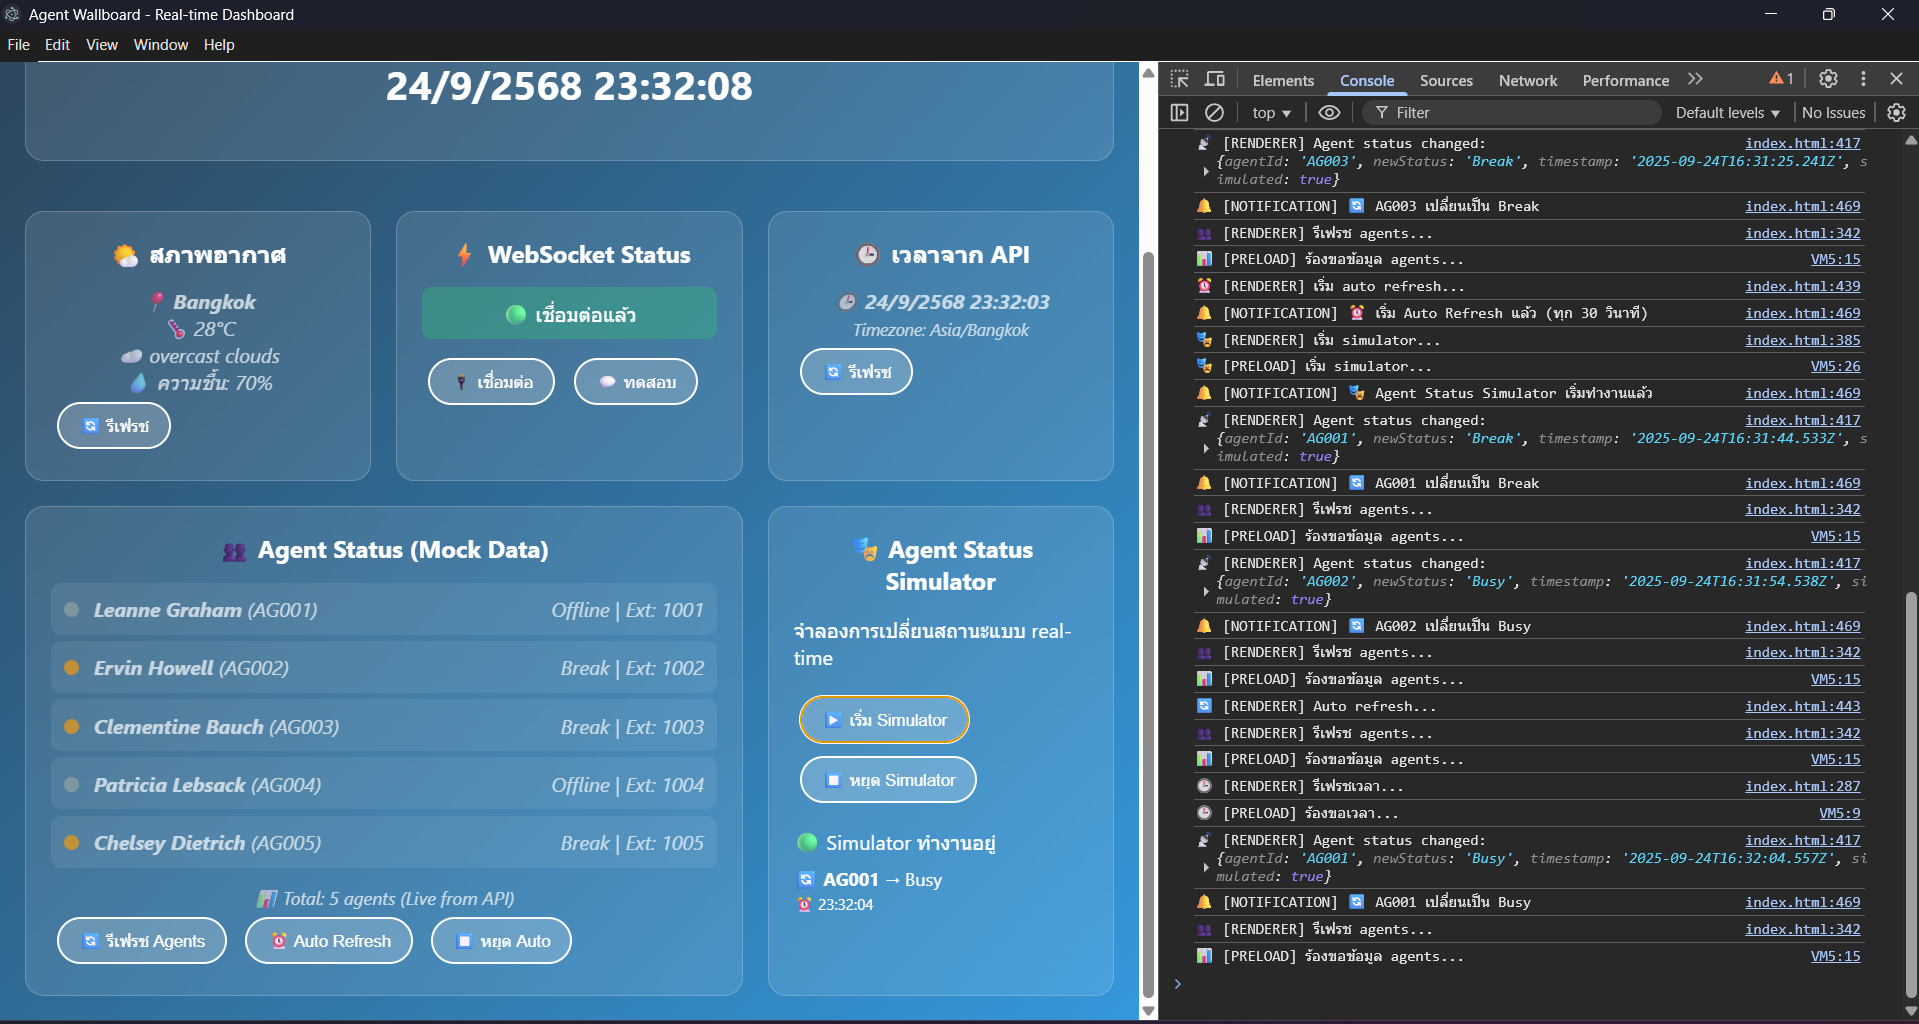 Agent Wallboard - Real-time Dashboard
File Edit View Window Help
24/9/2568 23:32:08
สภาพอากาศ
Bangkok
28°C
overcast clouds
ความชื้น: 70%
รีเฟรช
WebSocket Status
เชื่อมต่อแล้ว
เชื่อมต่อ
ทดสอบ
เวลาจาก API
24/9/2568 23:32:03
Timezone: Asia/Bangkok
รีเฟรช
Agent Status (Mock Data)
Leanne Graham (AG001) Offline | Ext: 1001
Ervin Howell (AG002) Break | Ext: 1002
Clementine Bauch (AG003) Break | Ext: 1003
Patricia Lebsack (AG004) Offline | Ext: 1004
Chelsey Dietrich (AG005) Break | Ext: 1005
Total: 5 agents (Live from API)
รีเฟรช Agents Auto Refresh หยุด Auto
Agent Status
Simulator
จำลองการเปลี่ยนสถานะแบบ real-
time
เริ่ม Simulator
หยุด Simulator
Simulator ทำงานอยู่
AG001 → Busy
23:32:04
Elements Console Sources Network Performance 1
top Filter Default levels No Issues
[RENDERER] Agent status changed: index.html:417
{agentId: 'AG003', newStatus: 'Break', timestamp: '2025-09-24T16:31:25.241Z', s
imulated: true}
[NOTIFICATION] AG003 เปลี่ยนเป็น Break index.html:469
[RENDERER] รีเฟรช agents... index.html:342
[PRELOAD] ร้องขอข้อมูล agents... VM5:15
[RENDERER] เริ่ม auto refresh... index.html:439
[NOTIFICATION] เริ่ม Auto Refresh แล้ว (ทุก 30 วินาที) index.html:469
[RENDERER] เริ่ม simulator... index.html:385
[PRELOAD] เริ่ม simulator... VM5:26
[NOTIFICATION] Agent Status Simulator เริ่มทำงานแล้ว index.html:469
[RENDERER] Agent status changed: index.html:417
{agentId: 'AG001', newStatus: 'Break', timestamp: '2025-09-24T16:31:44.533Z', s
imulated: true}
[NOTIFICATION] AG001 เปลี่ยนเป็น Break index.html:469
[RENDERER] รีเฟรช agents... index.html:342
[PRELOAD] ร้องขอข้อมูล agents... VM5:15
[RENDERER] Agent status changed: index.html:417
{agentId: 'AG002', newStatus: 'Busy', timestamp: '2025-09-24T16:31:54.538Z', si
mulated: true}
[NOTIFICATION] AG002 เปลี่ยนเป็น Busy index.html:469
[RENDERER] รีเฟรช agents... index.html:342
[PRELOAD] ร้องขอข้อมูล agents... VM5:15
[RENDERER] Auto refresh... index.html:443
[RENDERER] รีเฟรช agents... index.html:342
[PRELOAD] ร้องขอข้อมูล agents... VM5:15
[RENDERER] รีเฟรชเวลา... index.html:287
[PRELOAD] ร้องขอเวลา... VM5:9
[RENDERER] Agent status changed: index.html:417
{agentId: 'AG001', newStatus: 'Busy', timestamp: '2025-09-24T16:32:04.557Z', si
mulated: true}
[NOTIFICATION] AG001 เปลี่ยนเป็น Busy index.html:469
[RENDERER] รีเฟรช agents... index.html:342
[PRELOAD] ร้องขอข้อมูล agents... VM5:15